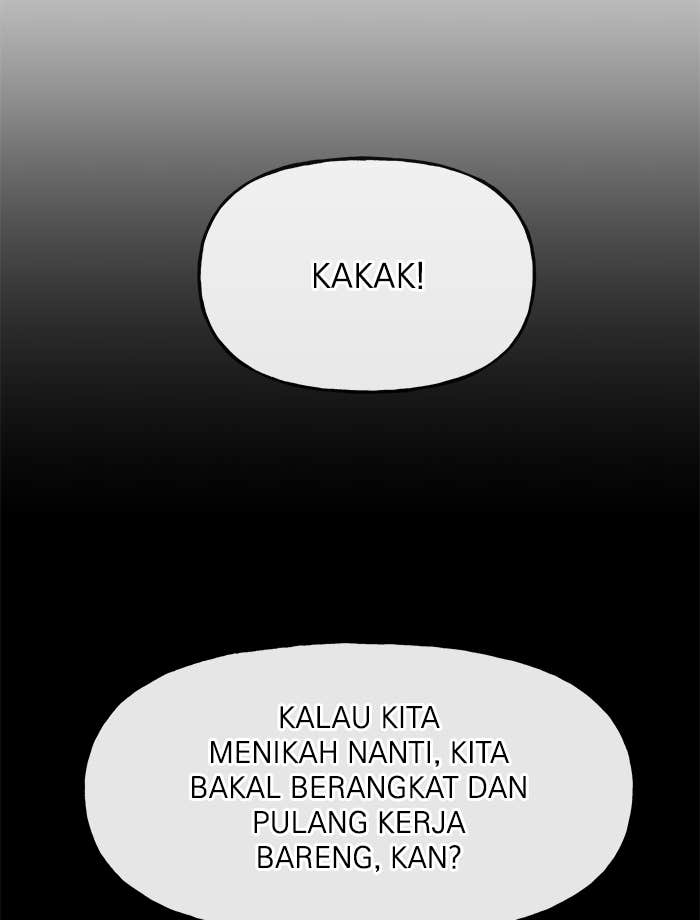 KAKAK!
KALAU KITA
MENIKAH NANTI, KITA
BAKAL BERANGKAT DAN
PULANG KERJA
BARENG, KAN?